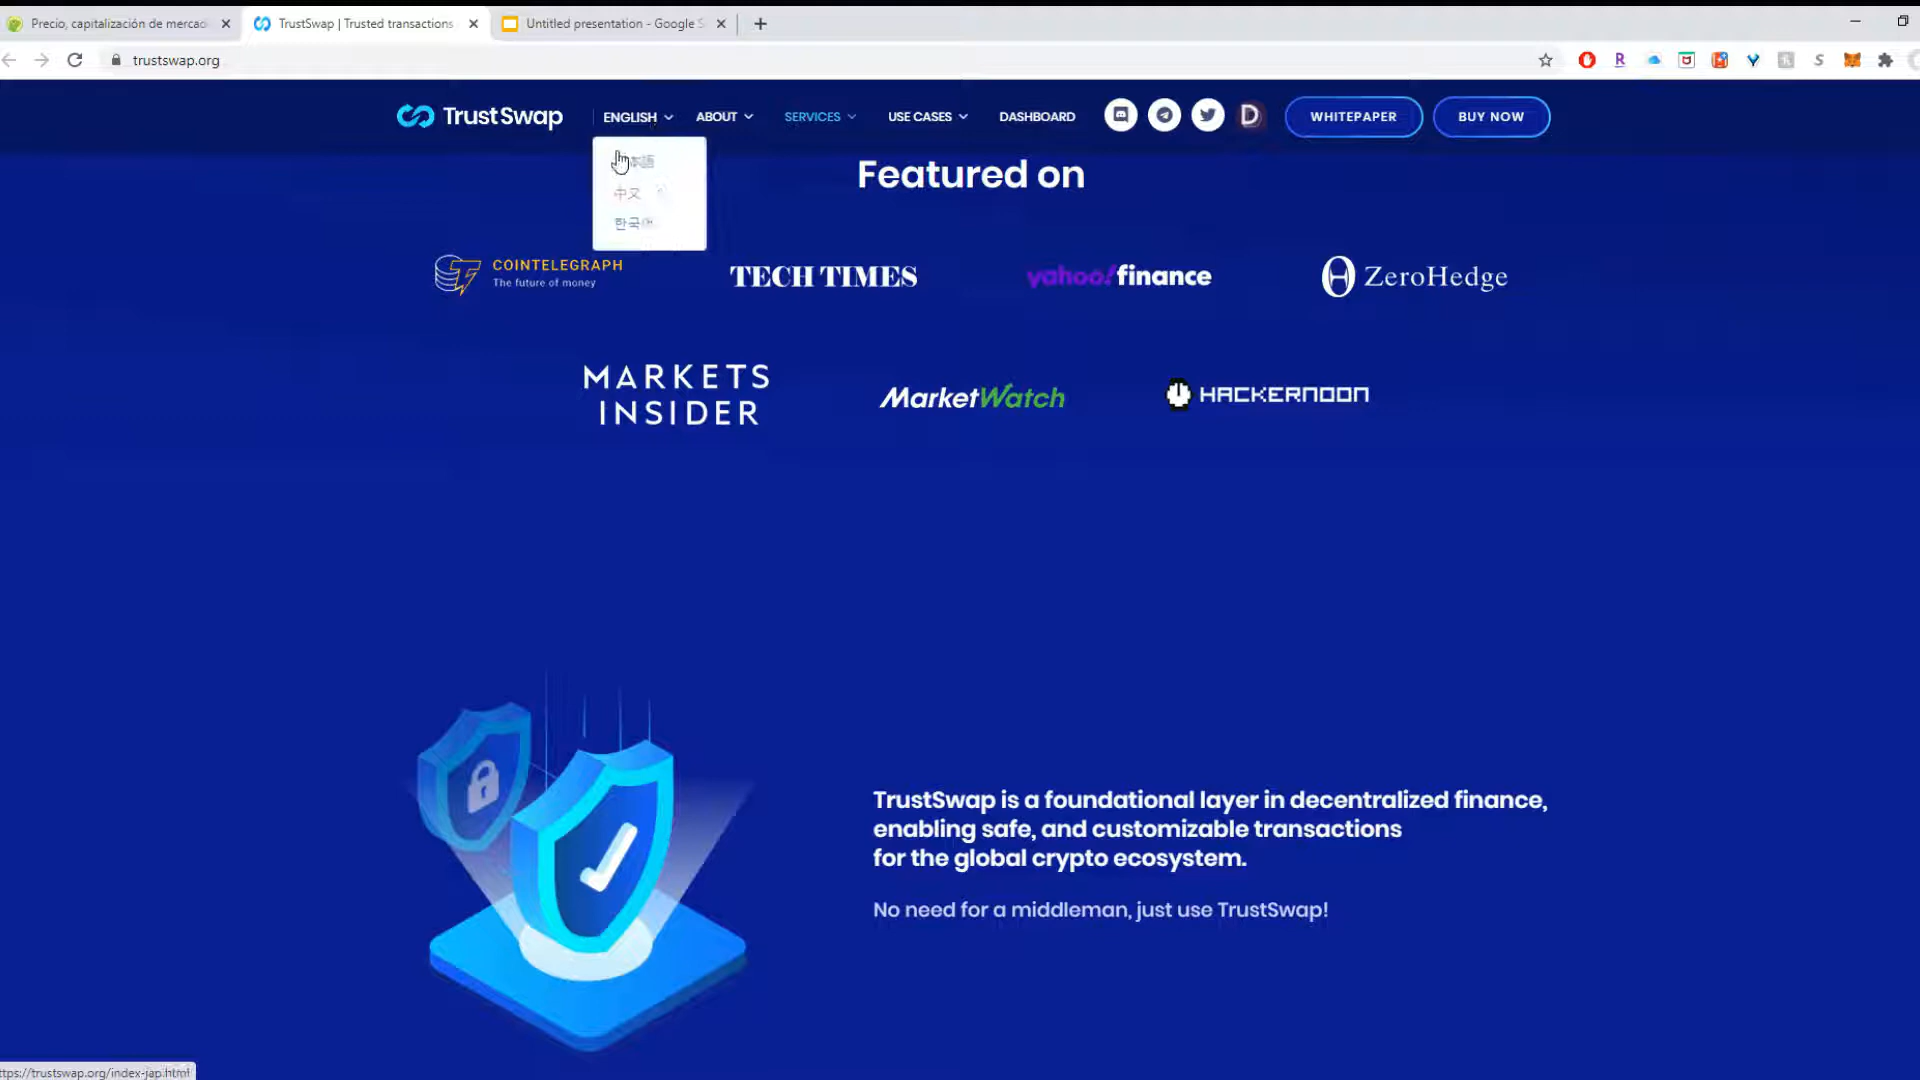 Precio, capitalización de mercado
TrustSwap | Trusted transactions
Untitled presentation - Google S
trustswap.org
TrustSwap
ENGLISH
ABOUT
SERVICES
USE CASES
DASHBOARD
WHITEPAPER
BUY NOW
中文
한국어
Featured on
COINTELEGRAPH
The future of money
TECH TIMES
yahoo!finance
ZeroHedge
MARKETS
INSIDER
MarketWatch
HACKERNOON
TrustSwap is a foundational layer in decentralized finance,
enabling safe, and customizable transactions
for the global crypto ecosystem.
No need for a middleman, just use TrustSwap!
ttps://trustswap.org/index-jap.html